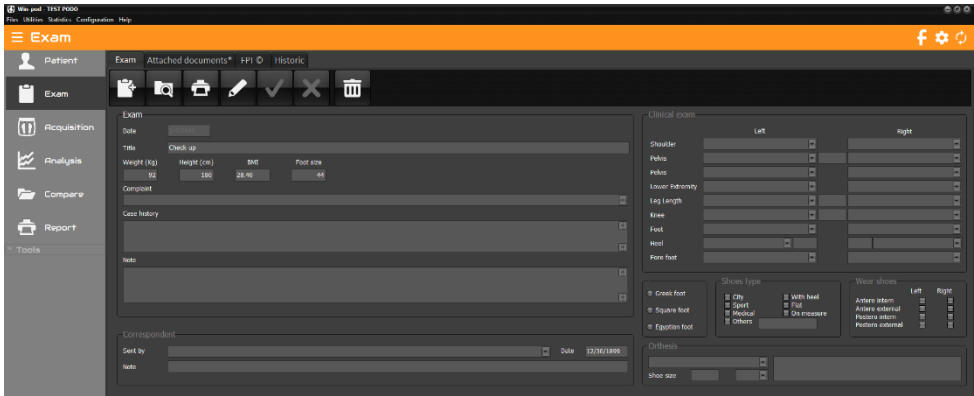 Win-pod - TEST PODO
Files Utilities Statistics Configuration Help
Exam
Patient
Exam
Acquisition
Analysis
Compare
Report
Tools
Exam Attached documents* FPI © Historic
Exam
Date
Title Check up
Weight (Kg) Height (cm) BMI Foot size
92 180 28.40 44
Complaint
Case history
Note
Correspondent
Sent by Date 12/30/1899
Note
Clinical exam
Left Right
Shoulder
Pelvis
Pelvis
Lower Extremity
Leg Length
Knee
Foot
Heel
Fore foot
Greek foot
Square foot
Egyptian foot
Shoes type
City With heel
Sport Flat
Medical On measure
Others
Wear shoes
Left Right
Antero intern
Antero external
Postero intern
Postero external
Orthesis
Shoe size